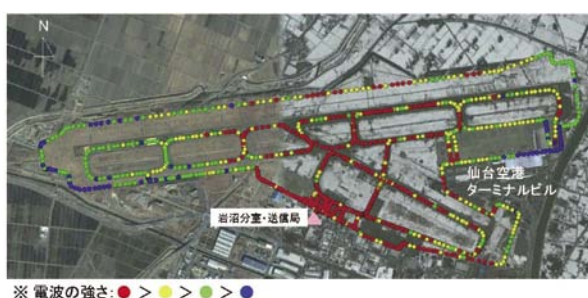 N
仙台空港
ターミナルビル
岩沼分室・送信局
※ 電波の強さ:● > ● > ● > ●